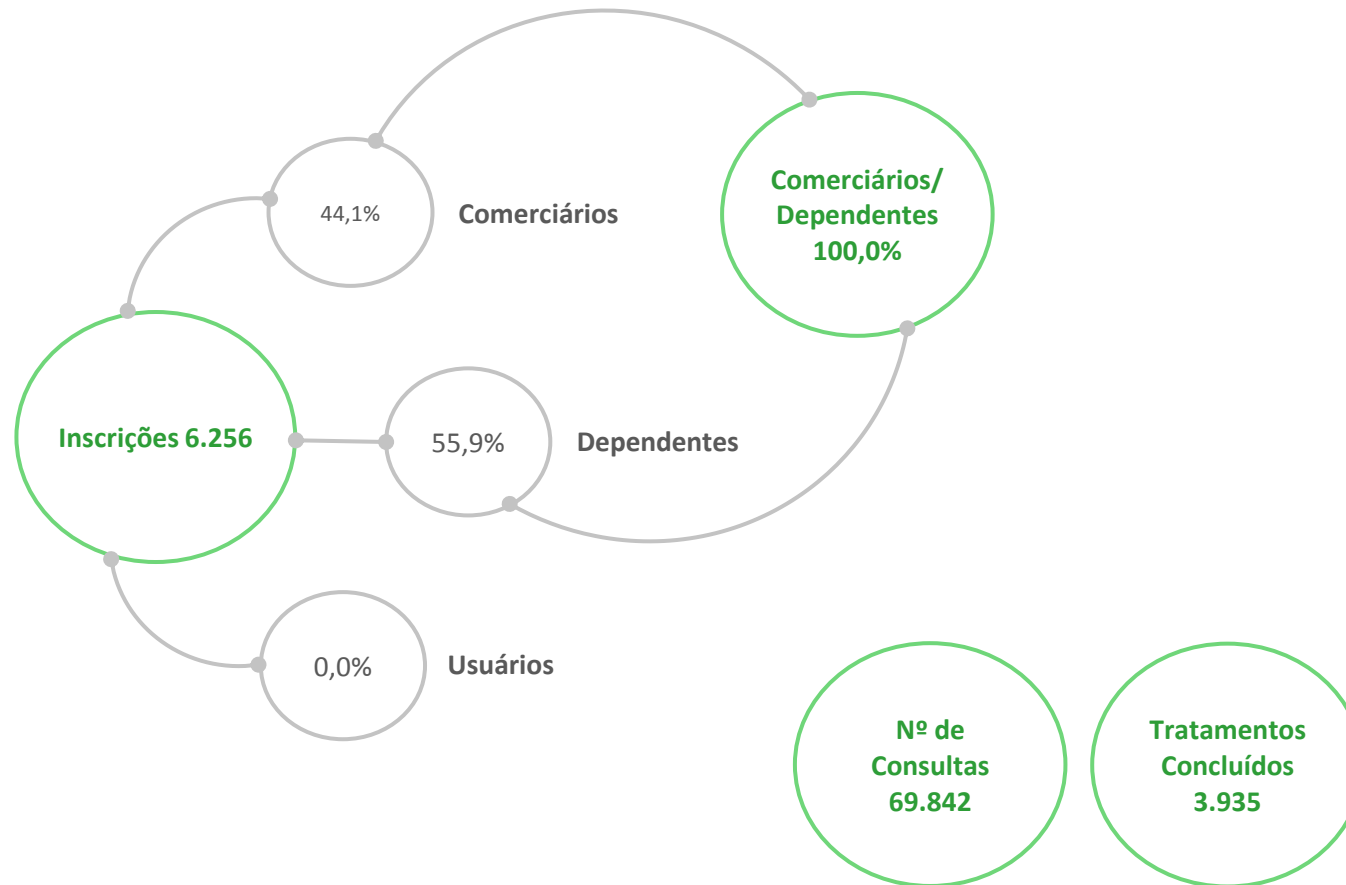 Comerciários/
Dependentes
100,0%
44,1%
Comerciários
Inscrições 6.256
55,9%
Dependentes
0,0%
Usuários
Nº de
Consultas
69.842
Tratamentos
Concluídos
3.935